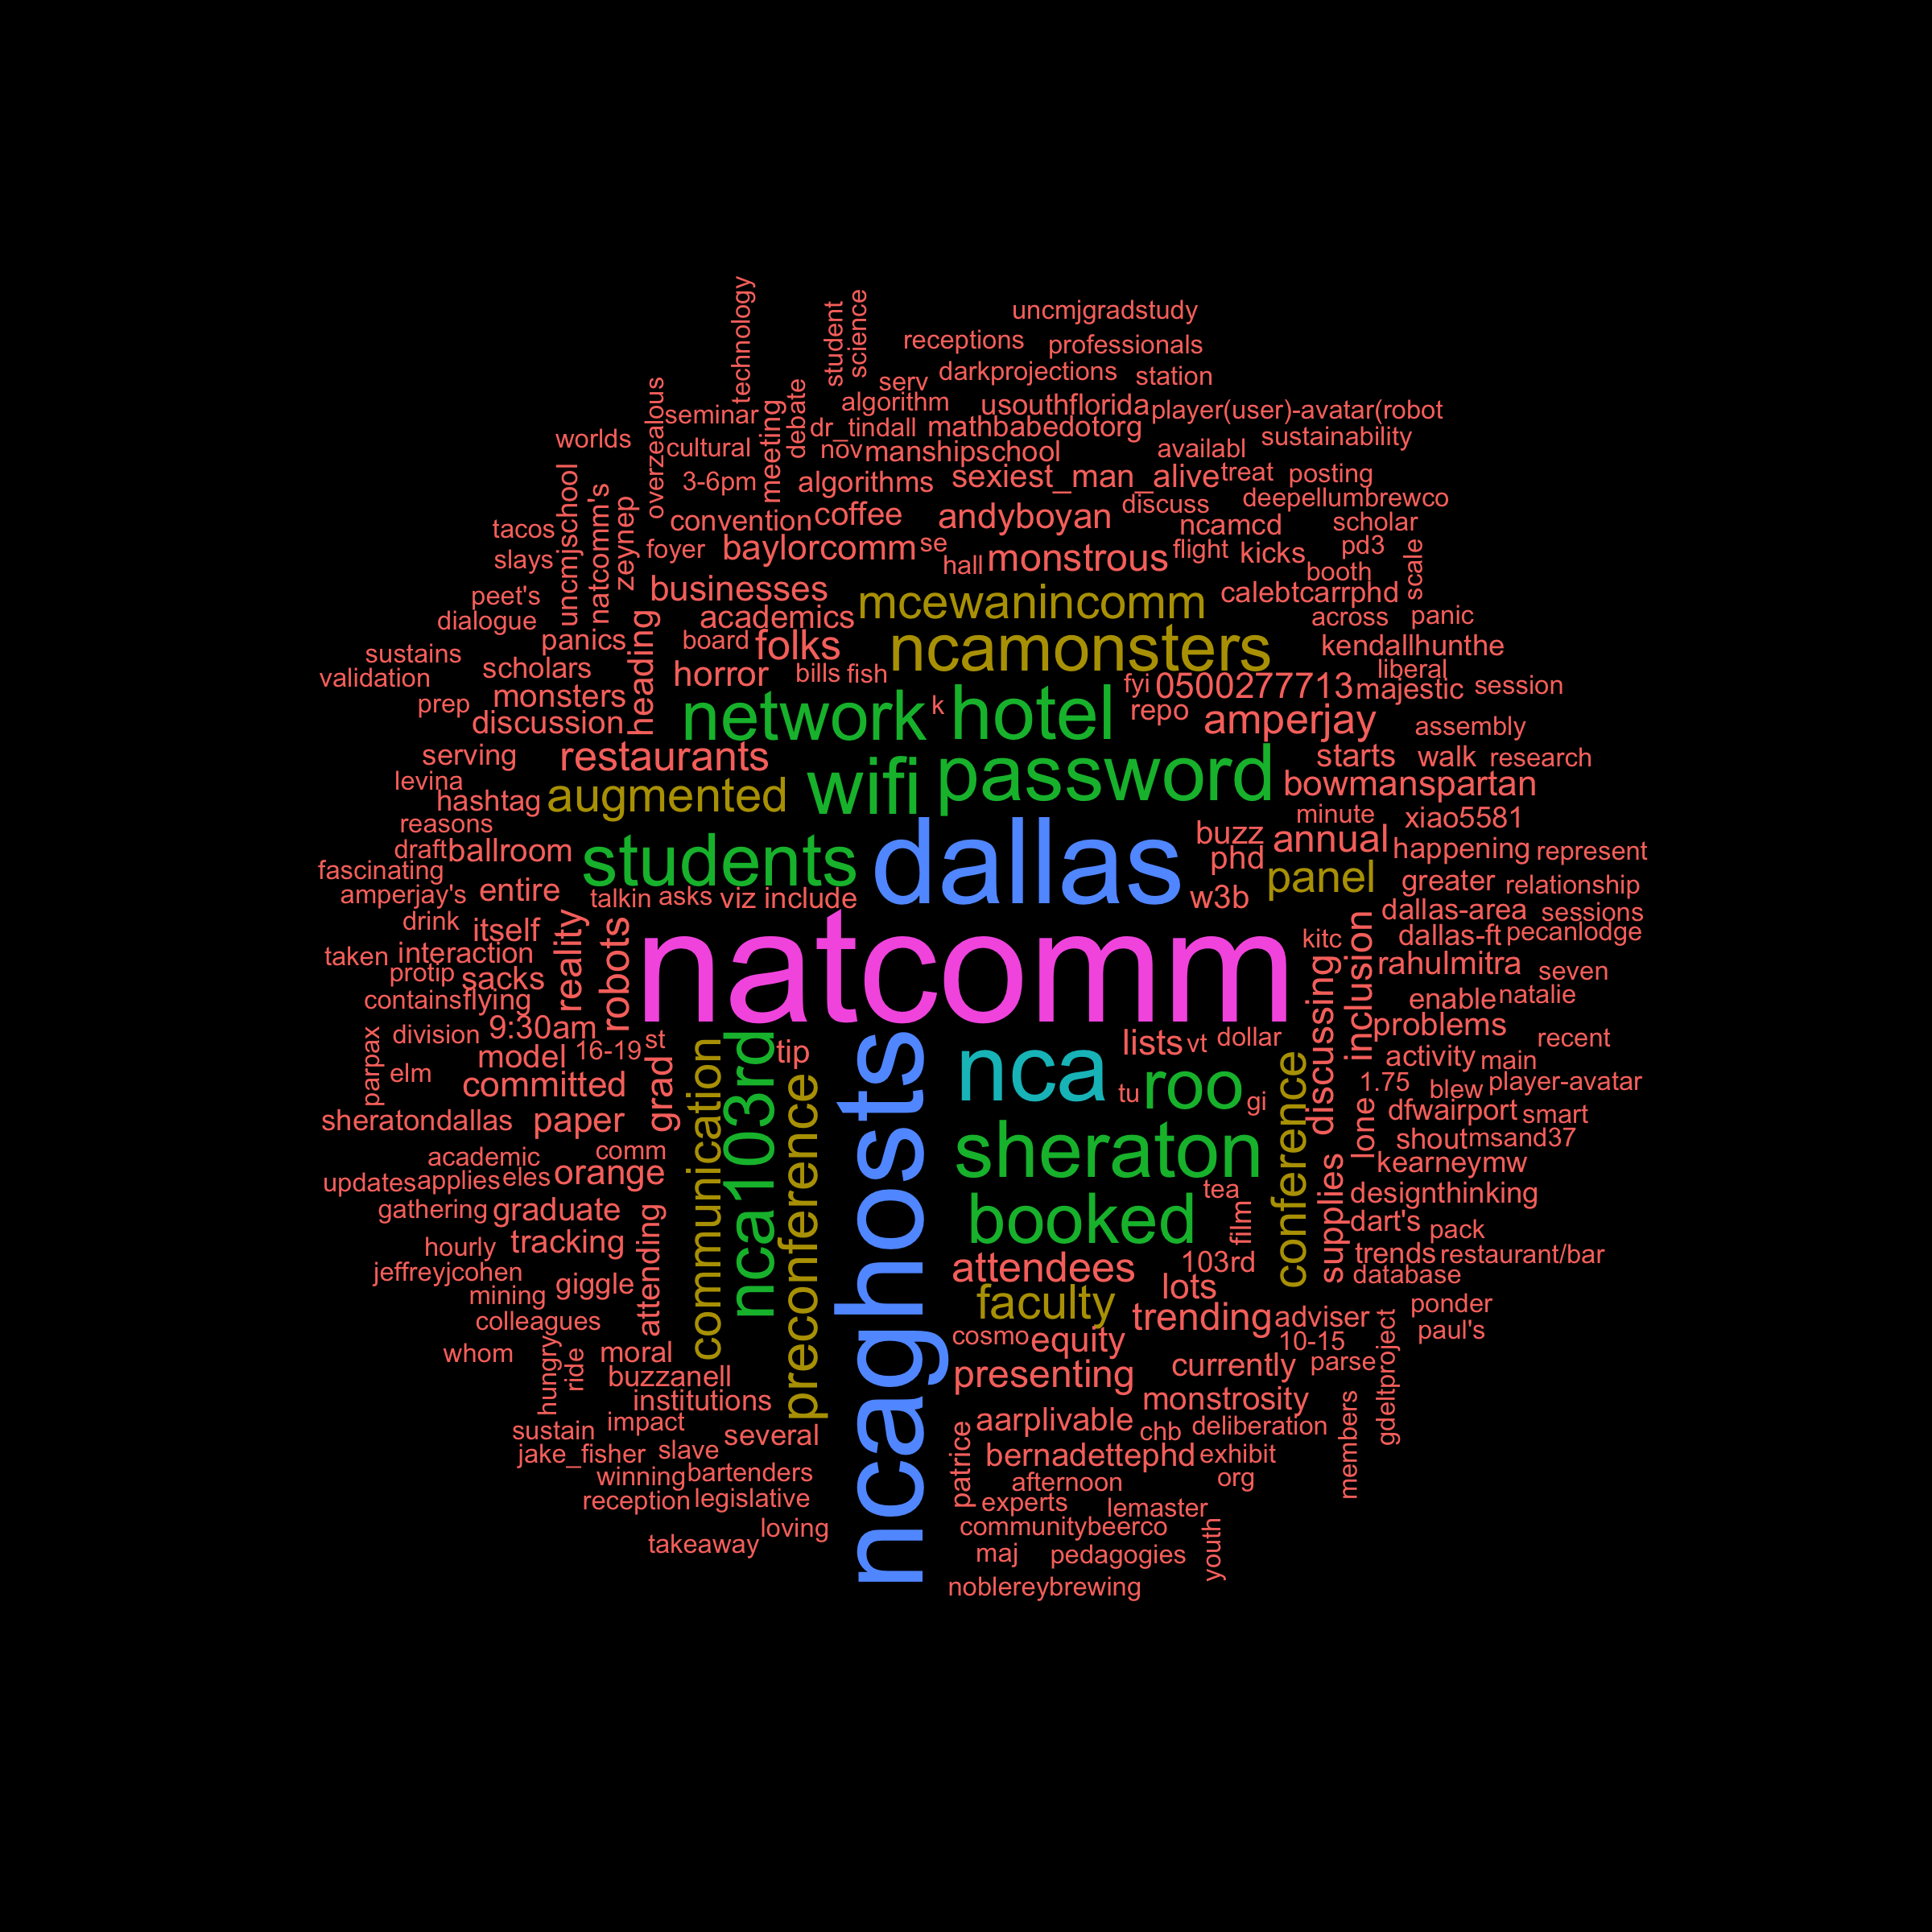 technology
student
science
uncmjgradstudy
receptions
professionals
serv
darkprojections
station
overzealous
seminar
meeting
debate
algorithm
usouthflorida
player(user)-avatar(robot
worlds
cultural
dr_tindall
mathbabedotorg
sustainability
nov
manshipschool
availabl
3-6pm
algorithms
sexiest_man_alive
treat
posting
uncmjschool
natcomm's
zeynep
convention
coffee
andyboyan
discuss
deepellumbrewco
tacos
ncamcd
scholar
slays
foyer
baylorcomm
se
hall
monstrous
flight
kicks
pd3
scale
booth
peet's
businesses
mcewanincomm
calebtcarrphd
dialogue
academics
across
panic
panics
heading
board
folks
ncamonsters
kendallhunthe
sustains
scholars
horror
bills
fish
liberal
validation
monsters
fyi
0500277713
majestic
session
prep
discussion
network
k
hotel
repo
amperjay
assembly
serving
restaurants
wifi
password
starts
walk
research
levina
hashtag
augmented
bowmanspartan
reasons
minute
xiao5581
draft
ballroom
students
dallas
buzz
annual
happening
represent
fascinating
phd
panel
greater
relationship
amperjay's
entire
talkin
asks
viz
include
w3b
dallas-area
sessions
drink
itself
reality
robots
natcomm
kitc
inclusion
dallas-ft
pecanlodge
taken
interaction
discussing
rahulmitra
seven
protip
sacks
contains
flying
enable
natalie
parpax
division
9:30am
16-19
st
tip
lists
vt
dollar
problems
recent
model
nca
activity
main
elm
committed
grad
communication
nca103rd
preconference
ncaghosts
tu
roo
gi
conference
1.75
blew
player-avatar
sheratondallas
paper
lone
dfwairport
smart
academic
comm
sheraton
shout
msand37
updates
applies
eles
orange
supplies
kearneymw
gathering
graduate
booked
tea
film
designthinking
hourly
tracking
attending
dart's
pack
jeffreyjcohen
giggle
attendees
103rd
trends
restaurant/bar
mining
faculty
lots
database
colleagues
trending
adviser
ponder
whom
hungry
ride
moral
cosmo
equity
10-15
gdeltproject
paul's
buzzanell
presenting
currently
parse
institutions
monstrosity
members
sustain
impact
several
patrice
aarplivable
chb
deliberation
jake_fisher
slave
bernadettephd
exhibit
winning
bartenders
afternoon
org
reception
legislative
experts
lemaster
loving
communitybeerco
youth
takeaway
maj
pedagogies
noblereybrewing